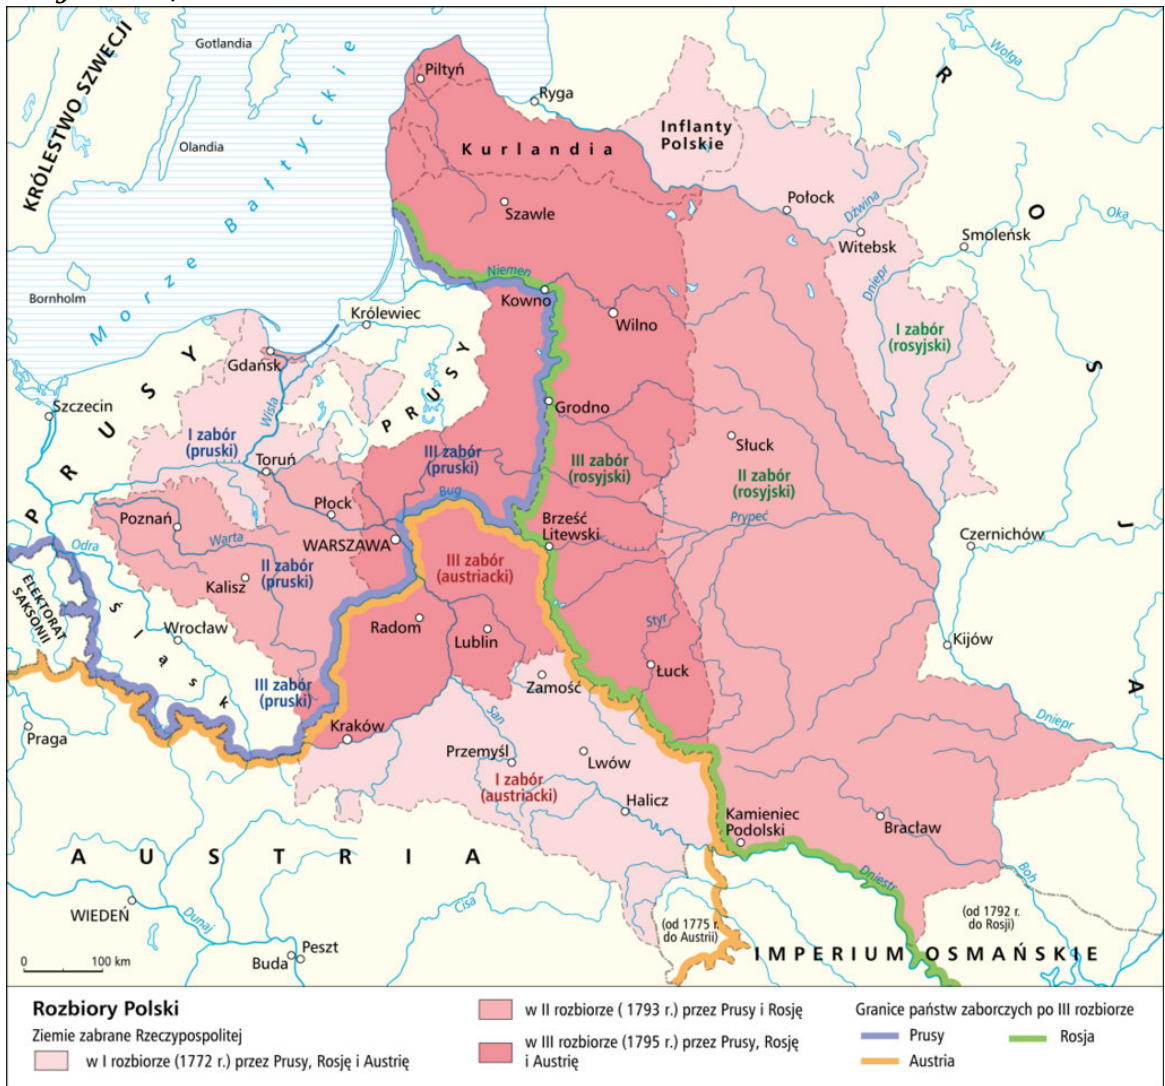 KRÓLESTWO SZWECJI
Gotlandia
Olandia
Bornholm
Morze Bałtyckie
Piltyń
Ryga
Kurlandia
Inflanty
Polskie
Szawle
Połock
Dźwina
Witebsk
Smoleńsk
Wołga
Oka
Dniepr
ROSJA
Niemen
Kowno
Wilno
Królewiec
I zabór
(rosyjski)
Gdańsk
PRUSY
PRUSY
Szczecin
Wisła
Grodno
Słuck
I zabór
(pruski)
III zabór
(pruski)
III zabór
(rosyjski)
II zabór
(rosyjski)
Toruń
Płock
Bug
Poznań
Warta
WARSZAWA
Brześć
Litewski
Prypeć
Czernichów
Odra
Kalisz
II zabór
(pruski)
III zabór
(austriacki)
ELEKTORAT
SAKSONII
Śląsk
Wrocław
Radom
Lublin
Styr
Łuck
Kijów
III zabór
(pruski)
Zamość
Praga
Kraków
San
Przemyśl
Lwów
Dniepr
I zabór
(austriacki)
Halicz
Kamieniec
Podolski
Bracław
AUSTRIA
Dniestr
Boh
WIEDEŃ
Dunaj
Cisa
(od 1775 r.
do Austrii)
(od 1792 r.
do Rosji)
Peszt
Buda
IMPERIUM OSMAŃSKIE
0 100 km
Rozbiory Polski
Ziemie zabrane Rzeczypospolitej
w I rozbiorze (1772 r.) przez Prusy, Rosję i Austrię
w II rozbiorze ( 1793 r.) przez Prusy i Rosję
w III rozbiorze (1795 r.) przez Prusy, Rosję
i Austrię
Granice państw zaborczych po III rozbiorze
Prusy
Rosja
Austria